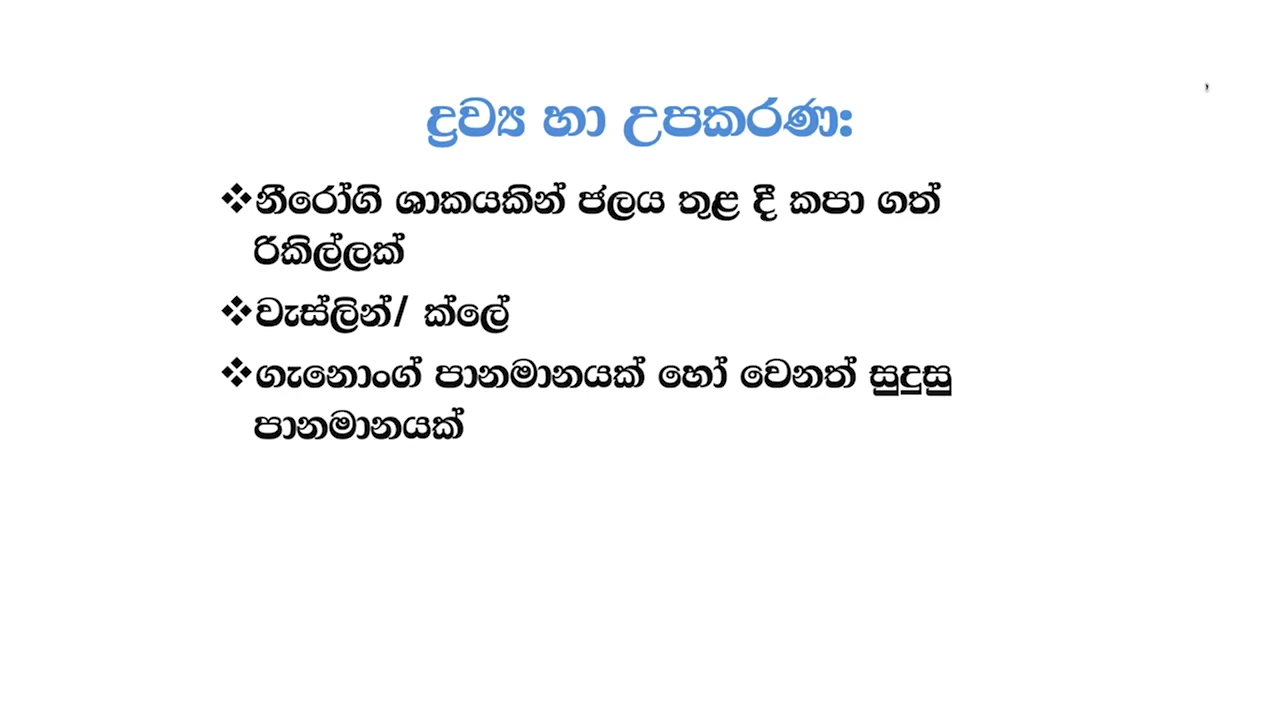 ද්‍රව්‍ය හා උපකරණ:
❖නීරෝගි ශාකයකින් ජලය තුළ දී කපා ගත්
රිකිල්ලක්
❖වැස්ලින්/ ක්ලේ
❖ගැනොංග් පානමානයක් හෝ වෙනත් සුදුසු
පානමානයක්